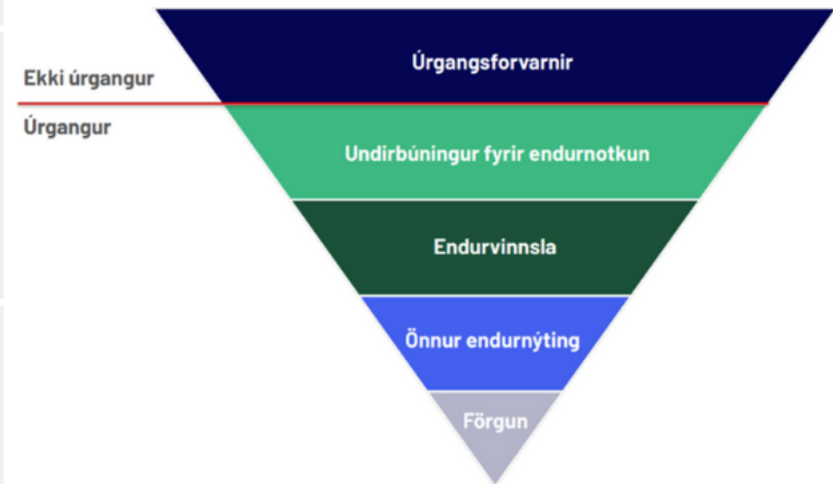 Úrgangsforvarnir
Ekki úrgangur
Úrgangur
Undirbúningur fyrir endurnotkun
Endurvinnsla
Önnur endurnýting
Förgun